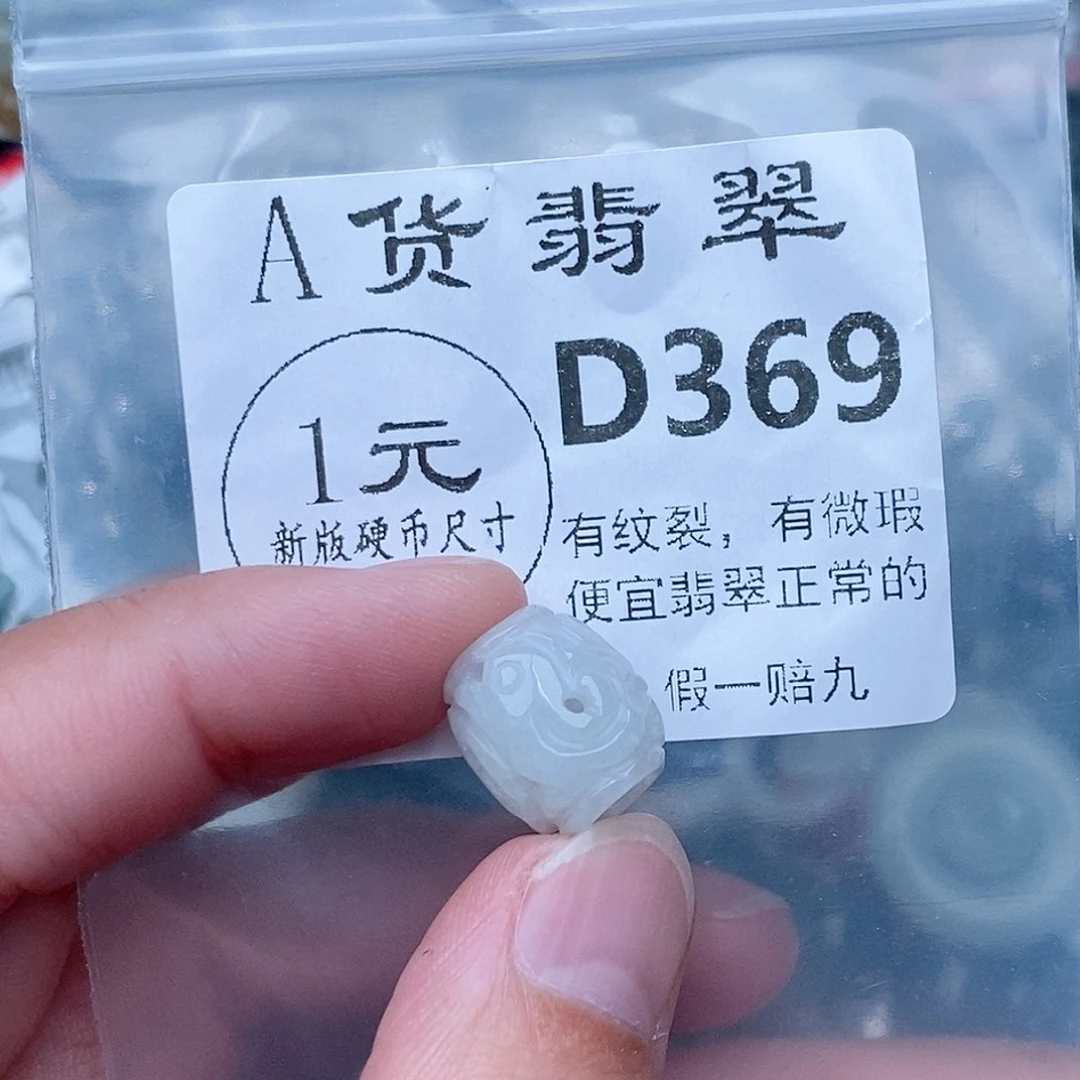 A货翡翠
D369
1元
新版硬币尺寸
有纹裂，有微瑕
便宜翡翠正常的
假一赔九